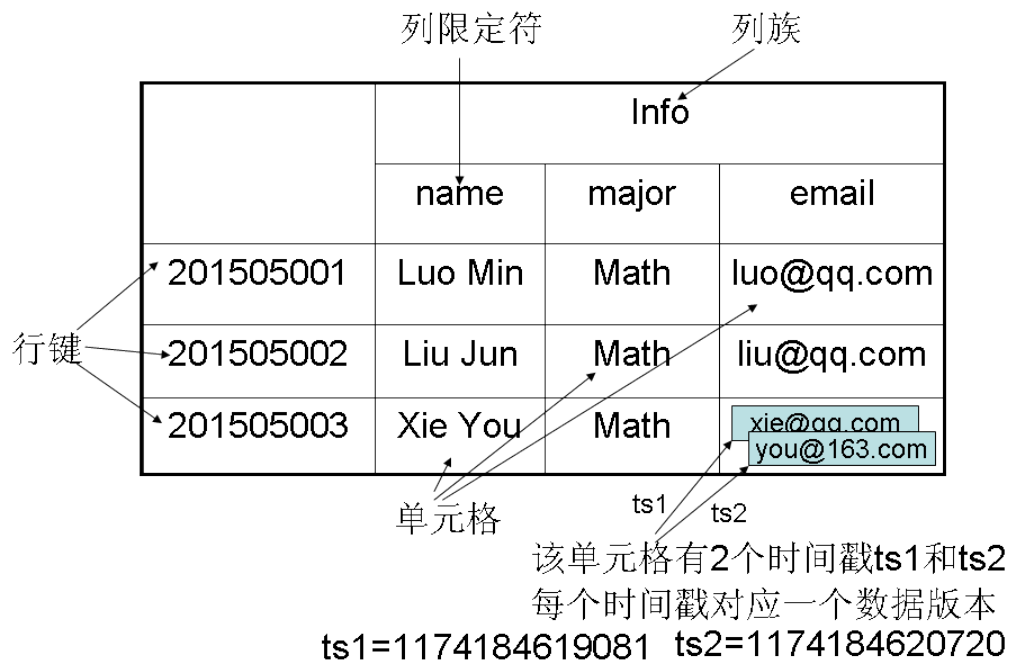 列限定符 列族
Info
name major email
201505001 Luo Min Math luo@qq.com
行键
201505002 Liu Jun Math liu@qq.com
201505003 Xie You Math xie@qq.com
you@163.com
单元格 ts1 ts2
该单元格有2个时间戳ts1和ts2
每个时间戳对应一个数据版本
ts1=1174184619081 ts2=1174184620720